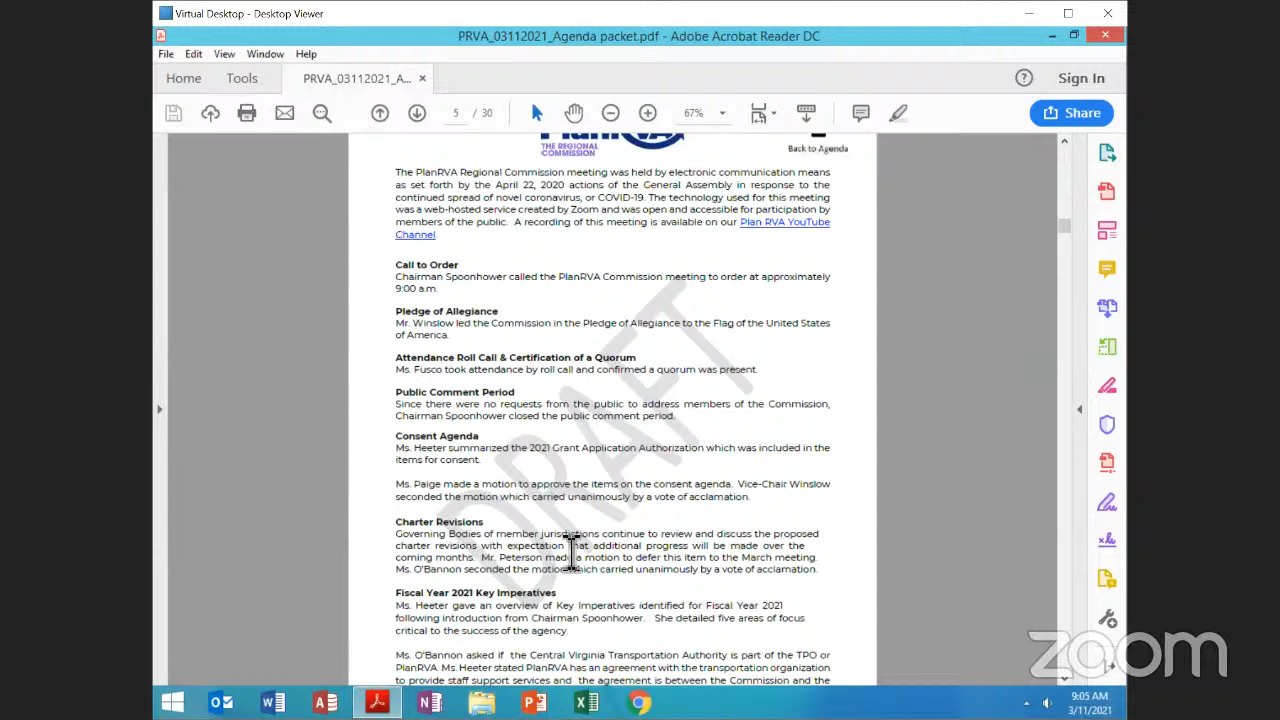 Virtual Desktop - Desktop Viewer
PRVA_03112021_Agenda packet.pdf - Adobe Acrobat Reader DC
File Edit View Window Help
Home Tools PRVA_03112021_A... × Sign In
5 / 30 67% Share
PlanRVA
THE REGIONAL
COMMISSION
Back to Agenda
The PlanRVA Regional Commission meeting was held by electronic communication means
as set forth by the April 22, 2020 actions of the General Assembly in response to the
continued spread of novel coronavirus, or COVID-19. The technology used for this meeting
was a web-hosted service created by Zoom and was open and accessible for participation by
members of the public. A recording of this meeting is available on our Plan RVA YouTube
Channel.
Call to Order
Chairman Spoonhower called the PlanRVA Commission meeting to order at approximately
9:00 a.m.
Pledge of Allegiance
Mr. Winslow led the Commission in the Pledge of Allegiance to the Flag of the United States
of America.
Attendance Roll Call & Certification of a Quorum
Ms. Fusco took attendance by roll call and confirmed a quorum was present.
Public Comment Period
Since there were no requests from the public to address members of the Commission,
Chairman Spoonhower closed the public comment period.
Consent Agenda
Ms. Heeter summarized the 2021 Grant Application Authorization which was included in the
items for consent.
Ms. Paige made a motion to approve the items on the consent agenda. Vice-Chair Winslow
seconded the motion which carried unanimously by a vote of acclamation.
Charter Revisions
Governing Bodies of member jurisdictions continue to review and discuss the proposed
charter revisions with expectation that additional progress will be made over the
coming months. Mr. Peterson made a motion to defer this item to the March meeting.
Ms. O'Bannon seconded the motion which carried unanimously by a vote of acclamation.
Fiscal Year 2021 Key Imperatives
Ms. Heeter gave an overview of Key Imperatives identified for Fiscal Year 2021
following introduction from Chairman Spoonhower. She detailed five areas of focus
critical to the success of the agency.
Ms. O'Bannon asked if the Central Virginia Transportation Authority is part of the TPO or
PlanRVA. Ms. Heeter stated PlanRVA has an agreement with the transportation organization
to provide staff support services and the agreement is between the Commission and the
DRAFT
zoom
9:05 AM
3/11/2021